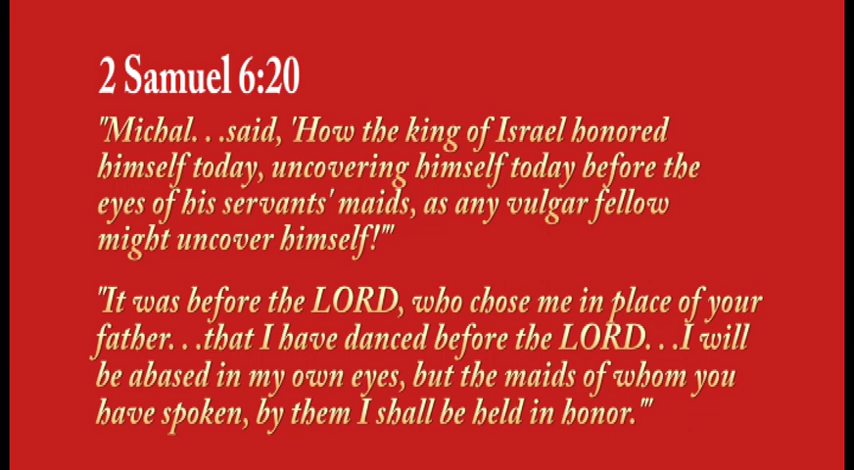 2 Samuel 6:20
"Michal. . .said, 'How the king of Israel honored
himself today, uncovering himself today before the
eyes of his servants' maids, as any vulgar fellow
might uncover himself!'"
"It was before the LORD, who chose me in place of your
father. . .that I have danced before the LORD. . .I will
be abased in my own eyes, but the maids of whom you
have spoken, by them I shall be held in honor.'"